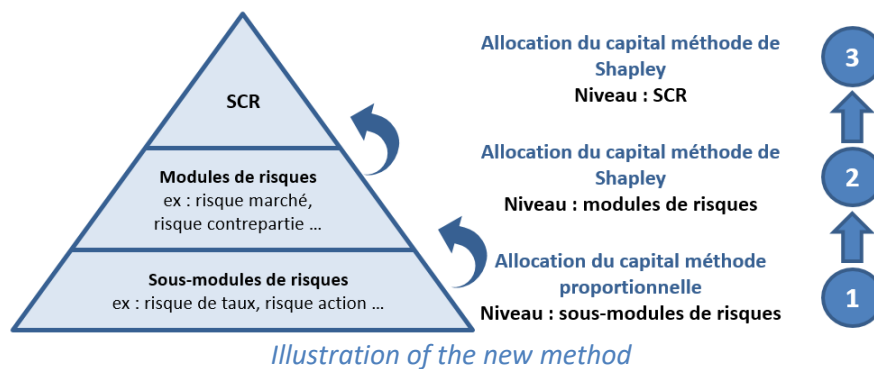 SCR
Modules de risques
ex : risque marché,
risque contrepartie ...
Sous-modules de risques
ex : risque de taux, risque action ...
Allocation du capital méthode de
Shapley
Niveau : SCR
3
Allocation du capital méthode de
Shapley
Niveau : modules de risques
2
Allocation du capital méthode
proportionnelle
Niveau : sous-modules de risques
1
Illustration of the new method